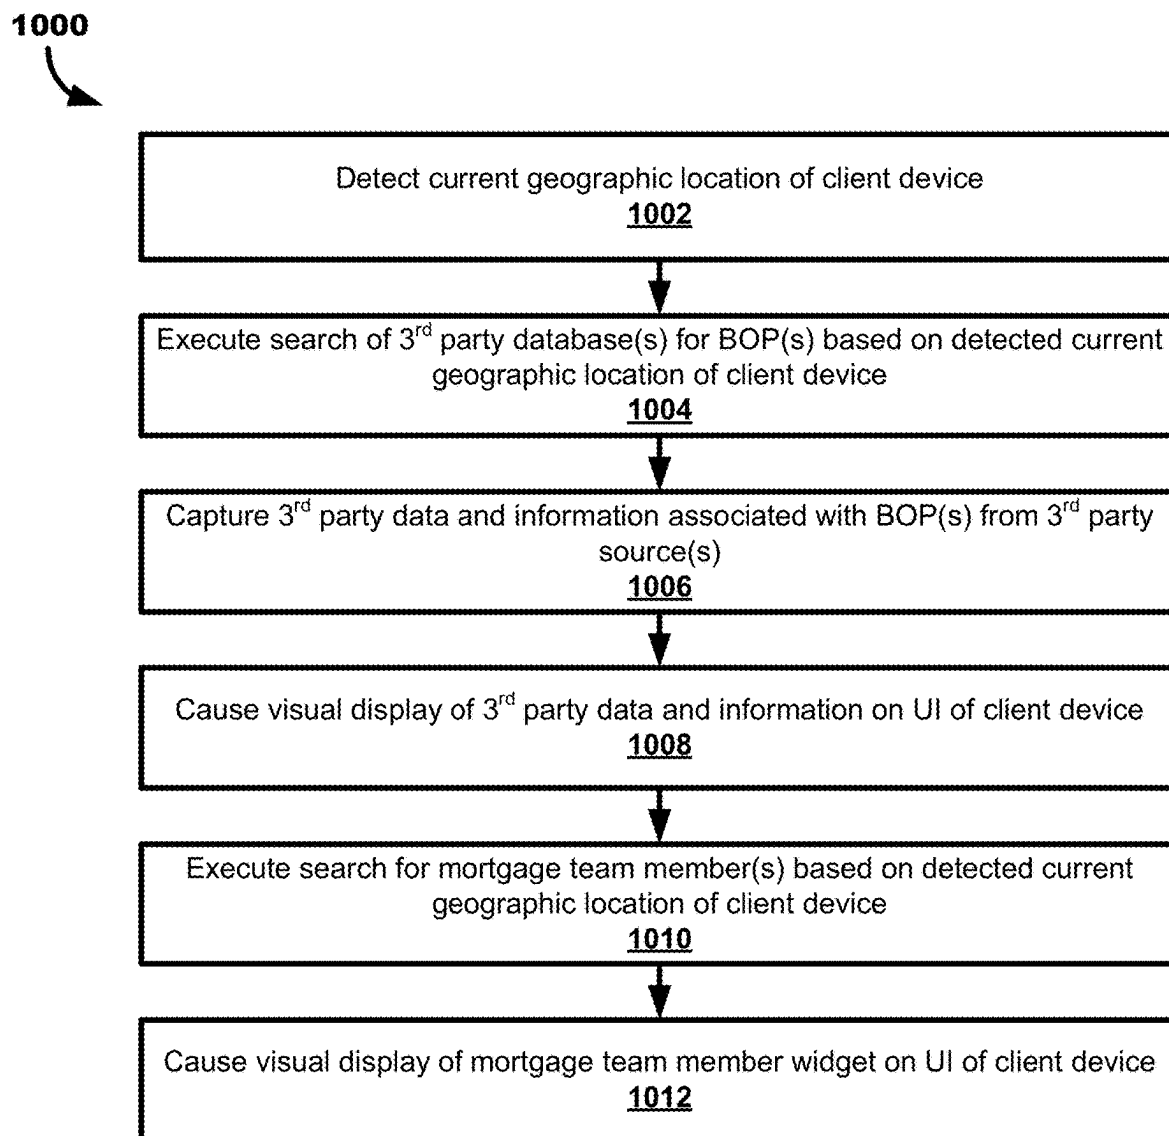 1000
Detect current geographic location of client device
1002
Execute search of 3rd party database(s) for BOP(s) based on detected current
geographic location of client device
1004
Capture 3rd party data and information associated with BOP(s) from 3rd party
source(s)
1006
Cause visual display of 3rd party data and information on UI of client device
1008
Execute search for mortgage team member(s) based on detected current
geographic location of client device
1010
Cause visual display of mortgage team member widget on UI of client device
1012